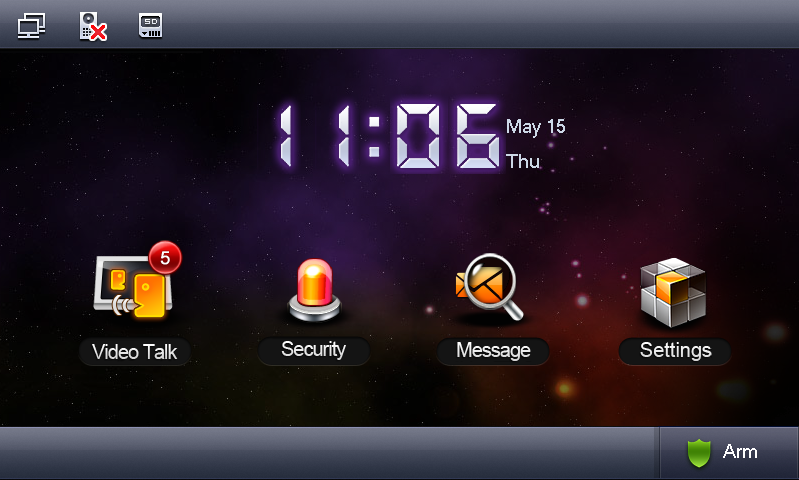 SD
11:06
May 15
Thu
5
Video Talk
Security
Message
Settings
Arm